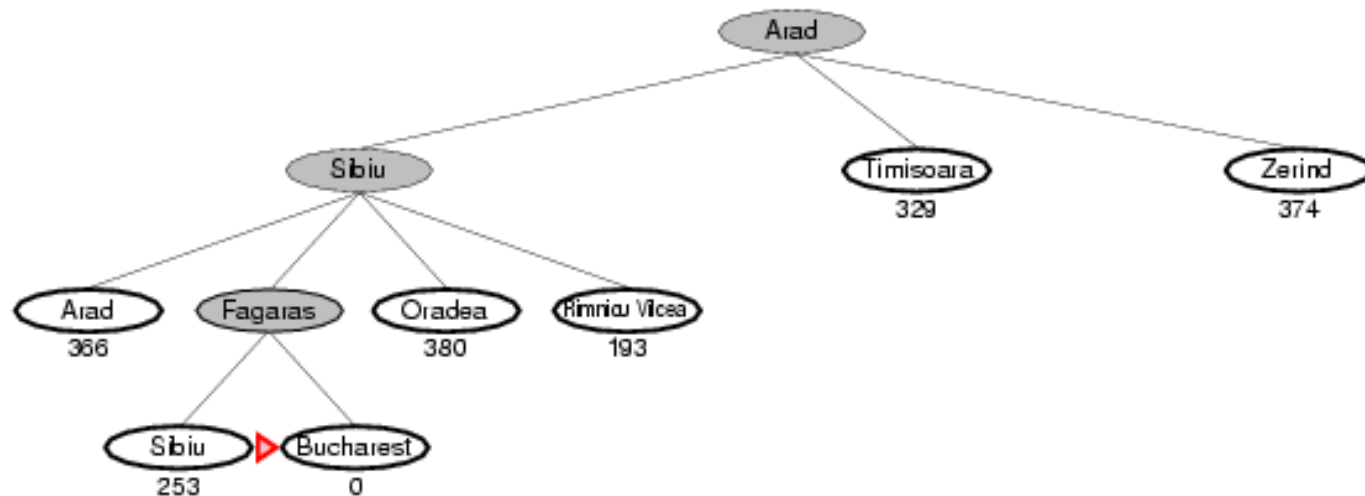 Arad
Sibiu
Timisoara
Zerind
329
374
Arad
Fagaras
Oradea
Rimnicu Vilcea
366
380
193
Sibiu
Bucharest
253
0